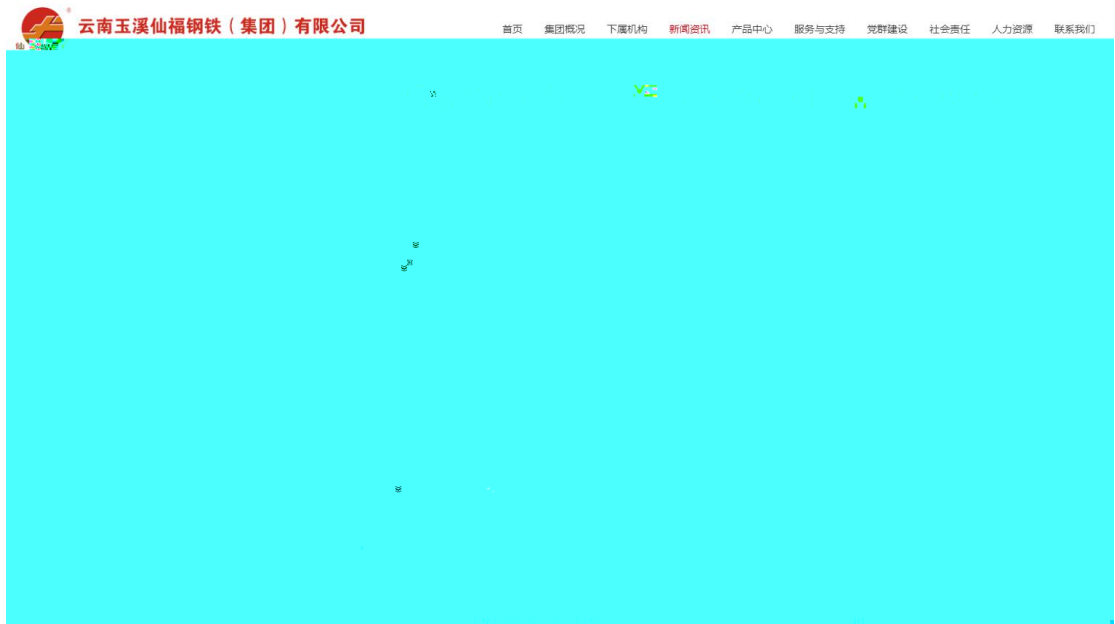 云南玉溪仙福钢铁（集团）有限公司
首页 集团概况 下属机构 新闻资讯 产品中心 服务与支持 党群建设 社会责任 人力资源 联系我们
仙